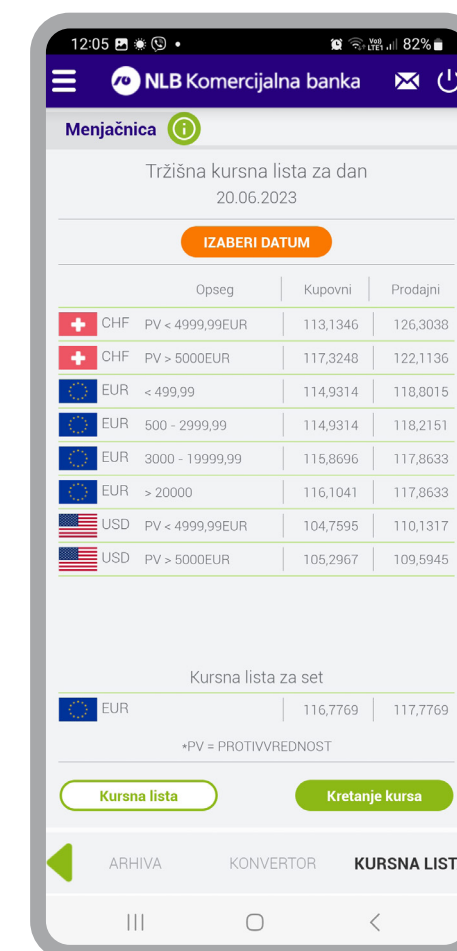 12:05 82%
NLB Komercijalna banka
Menjačnica i
Tržišna kursna lista za dan
20.06.2023
IZABERI DATUM
Opseg Kupovni Prodajni
CHF PV < 4999,99EUR 113,1346 126,3038
CHF PV > 5000EUR 117,3248 122,1136
EUR < 499,99 114,9314 118,8015
EUR 500 - 2999,99 114,9314 118,2151
EUR 3000 - 19999,99 115,8696 117,8633
EUR > 20000 116,1041 117,8633
USD PV < 4999,99EUR 104,7595 110,1317
USD PV > 5000EUR 105,2967 109,5945
Kursna lista za set
EUR 116,7769 117,7769
*PV = PROTIVVREDNOST
Kursna lista Kretanje kursa
ARHIVA KONVERTOR KURSNA LIST